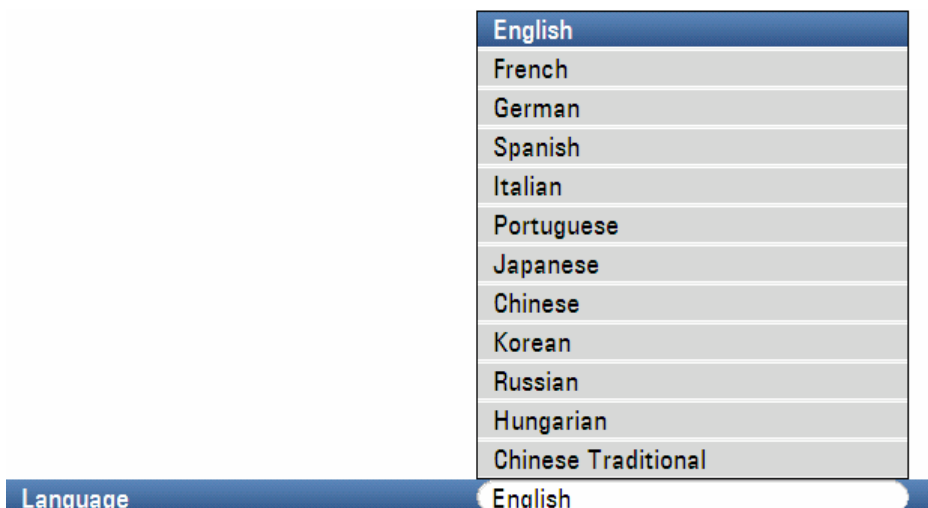 English
French
German
Spanish
Italian
Portuguese
Japanese
Chinese
Korean
Russian
Hungarian
Chinese Traditional
Language English